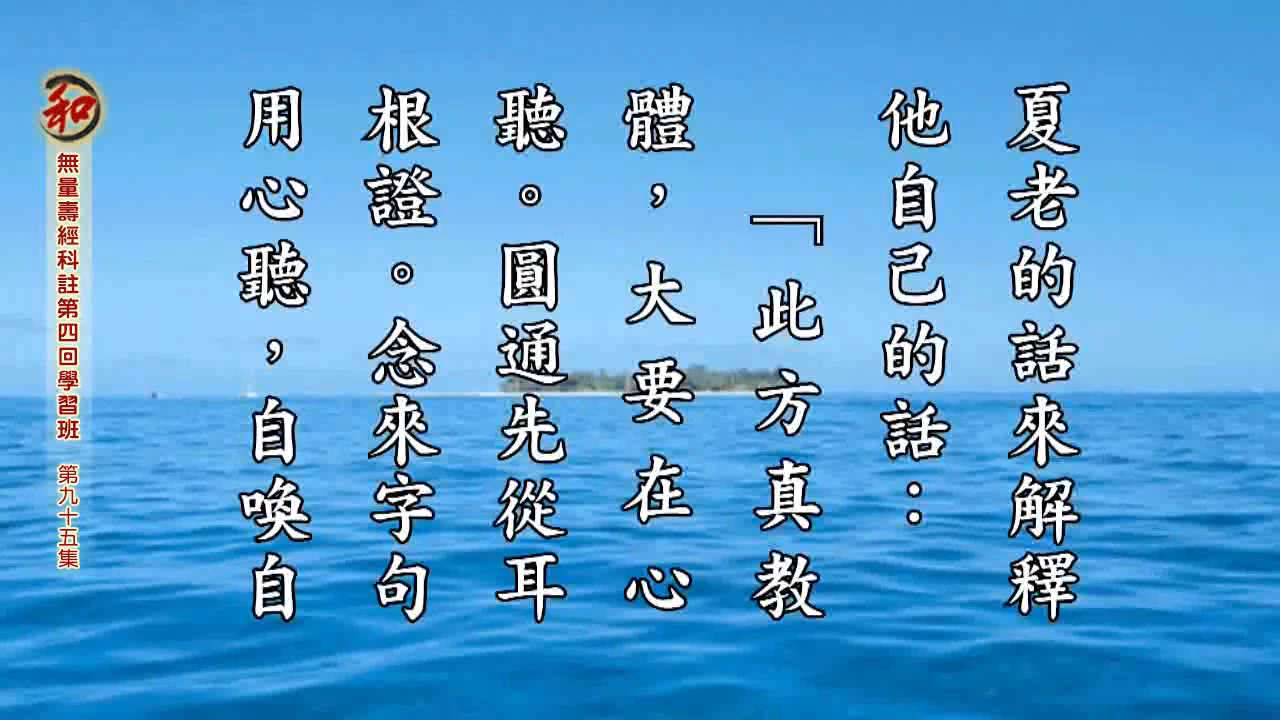 夏老的話來解釋
他自己的話：
「此方真教
體，大要在心
聽。圓通先從耳
根證。念來字句
用心聽，自喚自
和
無量壽經科註第四回學習班 第九十五集